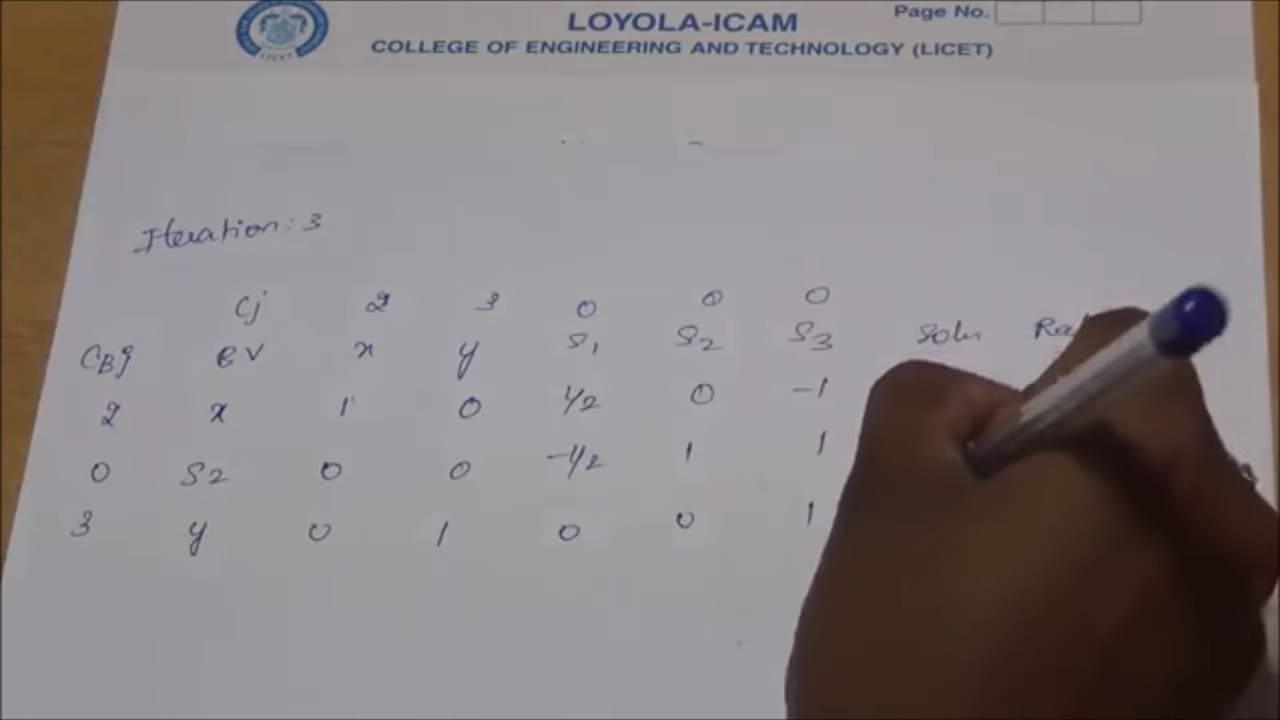 LOYOLA-ICAM
Page No.
COLLEGE OF ENGINEERING AND TECHNOLOGY (LICET)
LICET
Iteration: 3
Cj 2 3 0 0 0
CBj BV x y S1 S2 S3 Soln
2 x 1 0 1/2 0 -1
0 S2 0 0 -1/2 1 1
3 y 0 1 0 0 1